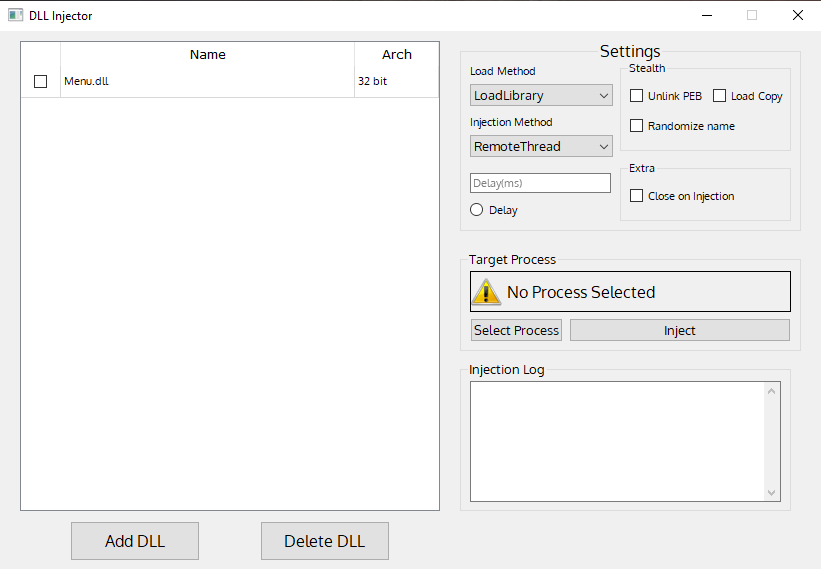 DLL Injector
Name Arch
Menu.dll 32 bit
Add DLL Delete DLL
Settings
Load Method
LoadLibrary
Injection Method
RemoteThread
Delay(ms)
Delay
Stealth
Unlink PEB Load Copy
Randomize name
Extra
Close on Injection
Target Process
No Process Selected
Select Process Inject
Injection Log